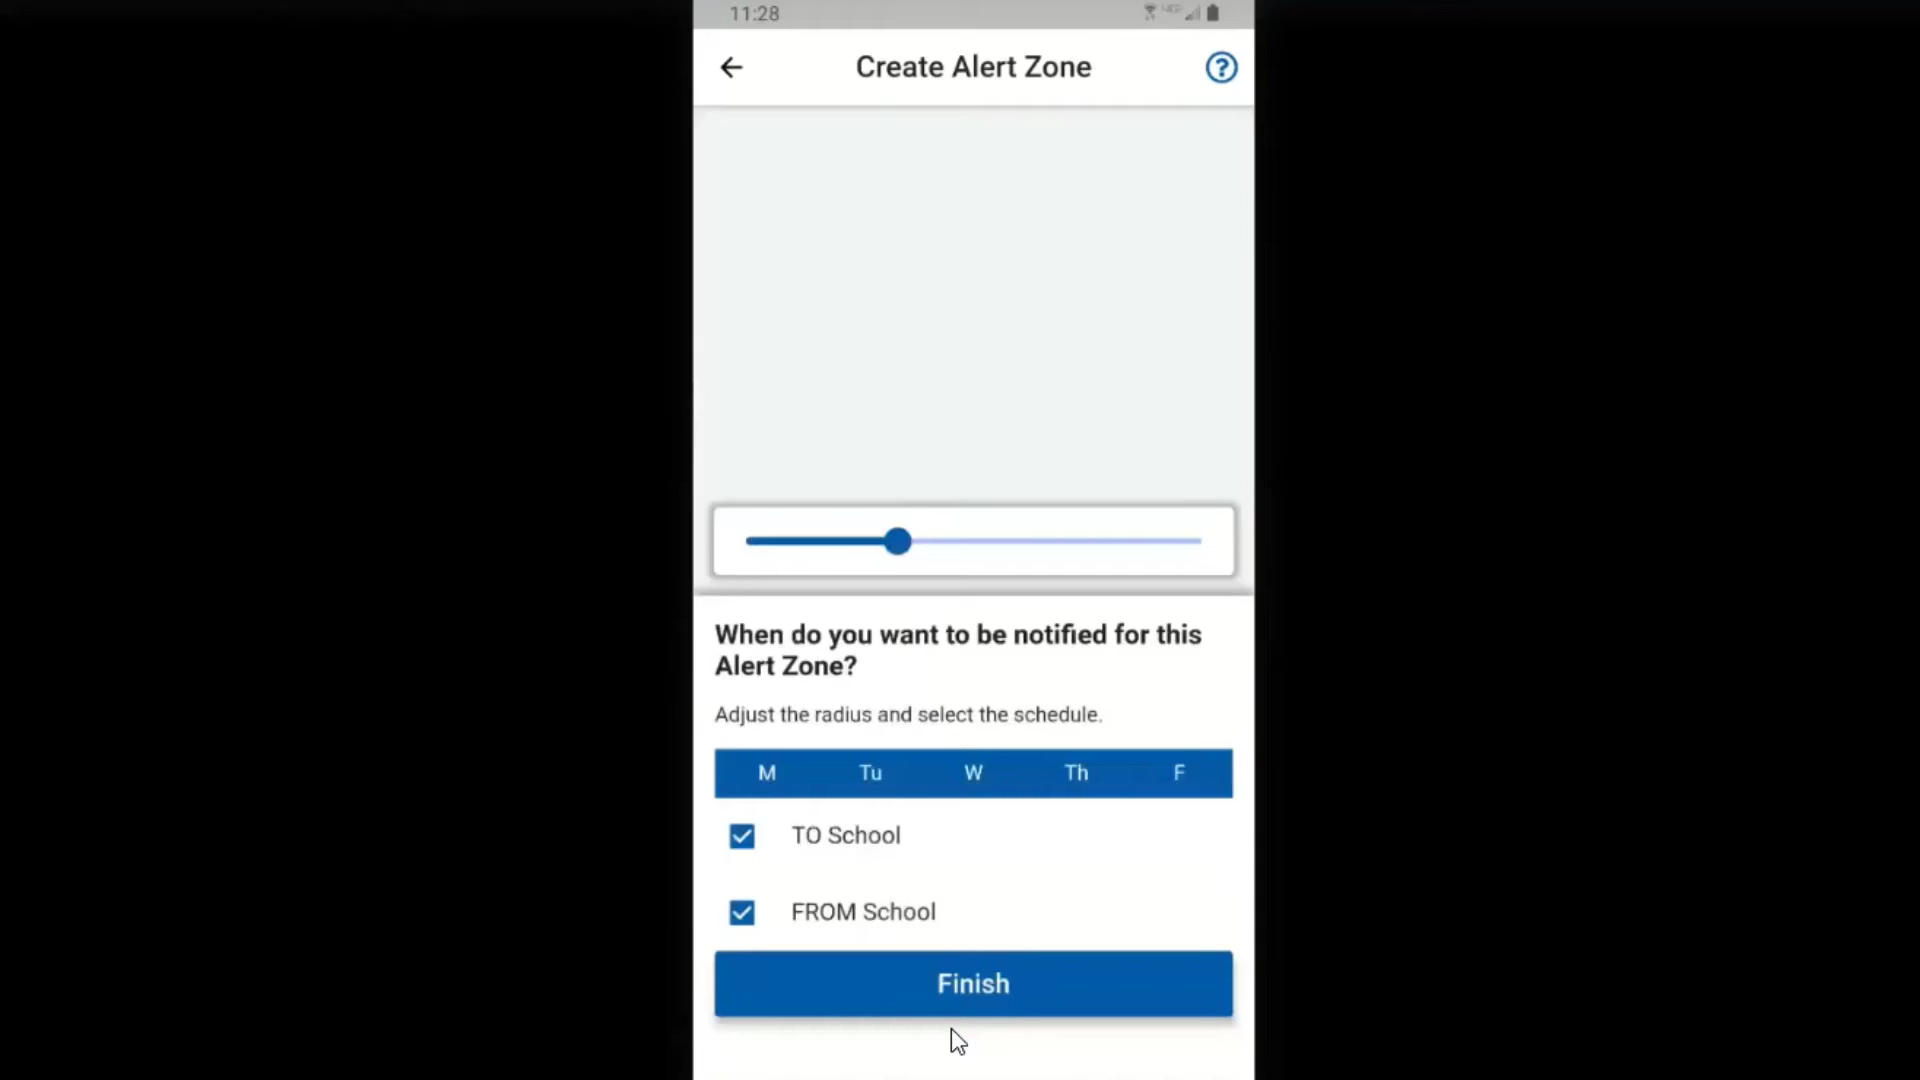 11:28
Create Alert Zone
?
When do you want to be notified for this
Alert Zone?
Adjust the radius and select the schedule.
M Tu W Th F
TO School
FROM School
Finish